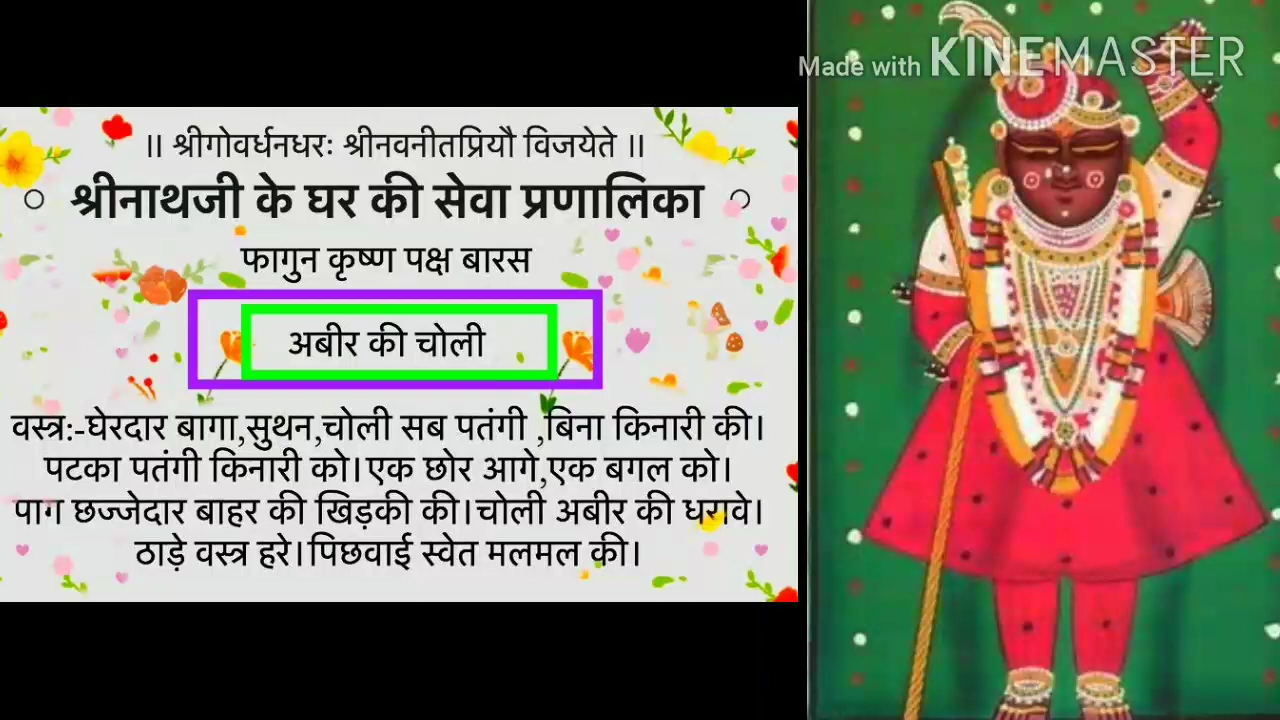 ॥ श्रीगोवर्धनधरः श्रीनवनीतप्रियौ विजयेते ॥
श्रीनाथजी के घर की सेवा प्रणालिका
फागुन कृष्ण पक्ष बारस
अबीर की चोली
वस्त्र:-घेरदार बागा,सुथन,चोली सब पतंगी ,बिना किनारी की।
पटका पतंगी किनारी को।एक छोर आगे,एक बगल को।
पाग छज्जेदार बाहर की खिड़की की।चोली अबीर की धरावे।
ठाड़े वस्त्र हरे।पिछवाई स्वेत मलमल की।
Made with KINEMASTER